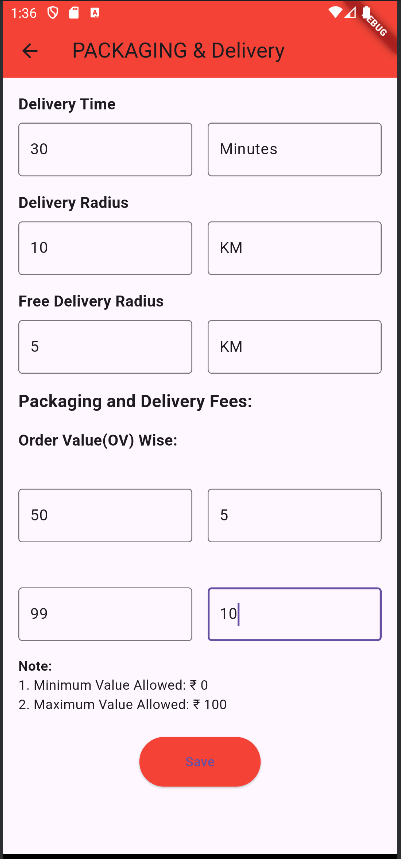 1:36
DEBUG
PACKAGING & Delivery
Delivery Time
30 Minutes
Delivery Radius
10 KM
Free Delivery Radius
5 KM
Packaging and Delivery Fees:
Order Value(OV) Wise:
50 5
99 10
Note:
1. Minimum Value Allowed: ₹ 0
2. Maximum Value Allowed: ₹ 100
Save